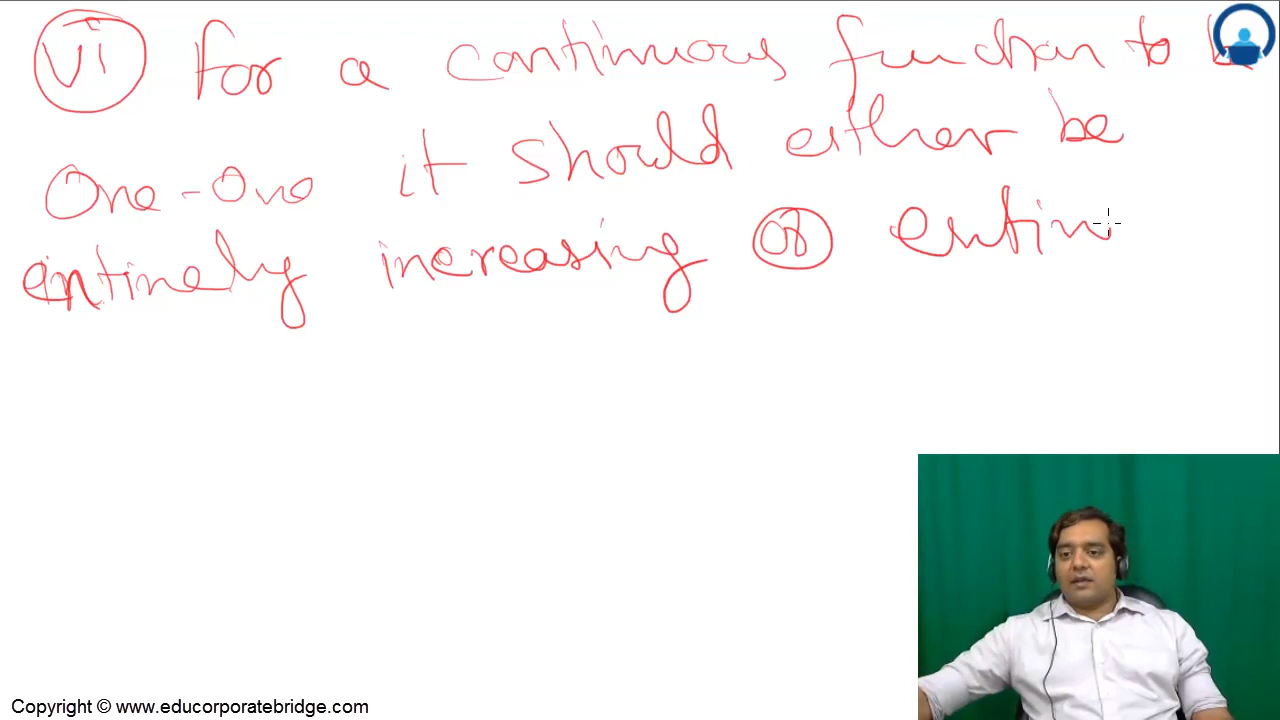 vi For a continuous function to be
one-one it should either be
entirely increasing or entir
Copyright © www.educorporatebridge.com